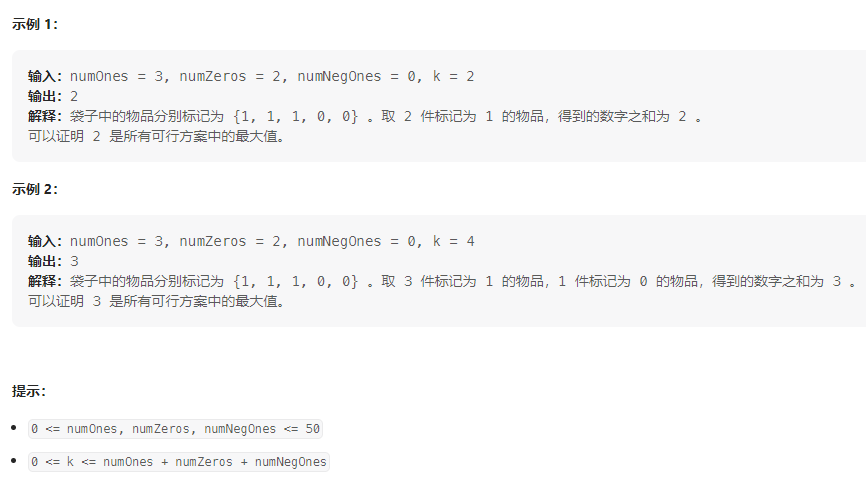 示例 1：
输入：numOnes = 3, numZeros = 2, numNegOnes = 0, k = 2
输出：2
解释：袋子中的物品分别标记为 {1, 1, 1, 0, 0} 。取 2 件标记为 1 的物品，得到的数字之和为 2 。
可以证明 2 是所有可行方案中的最大值。
示例 2：
输入：numOnes = 3, numZeros = 2, numNegOnes = 0, k = 4
输出：3
解释：袋子中的物品分别标记为 {1, 1, 1, 0, 0} 。取 3 件标记为 1 的物品，1 件标记为 0 的物品，得到的数字之和为 3 。
可以证明 3 是所有可行方案中的最大值。
提示：
• 0 <= numOnes, numZeros, numNegOnes <= 50
• 0 <= k <= numOnes + numZeros + numNegOnes